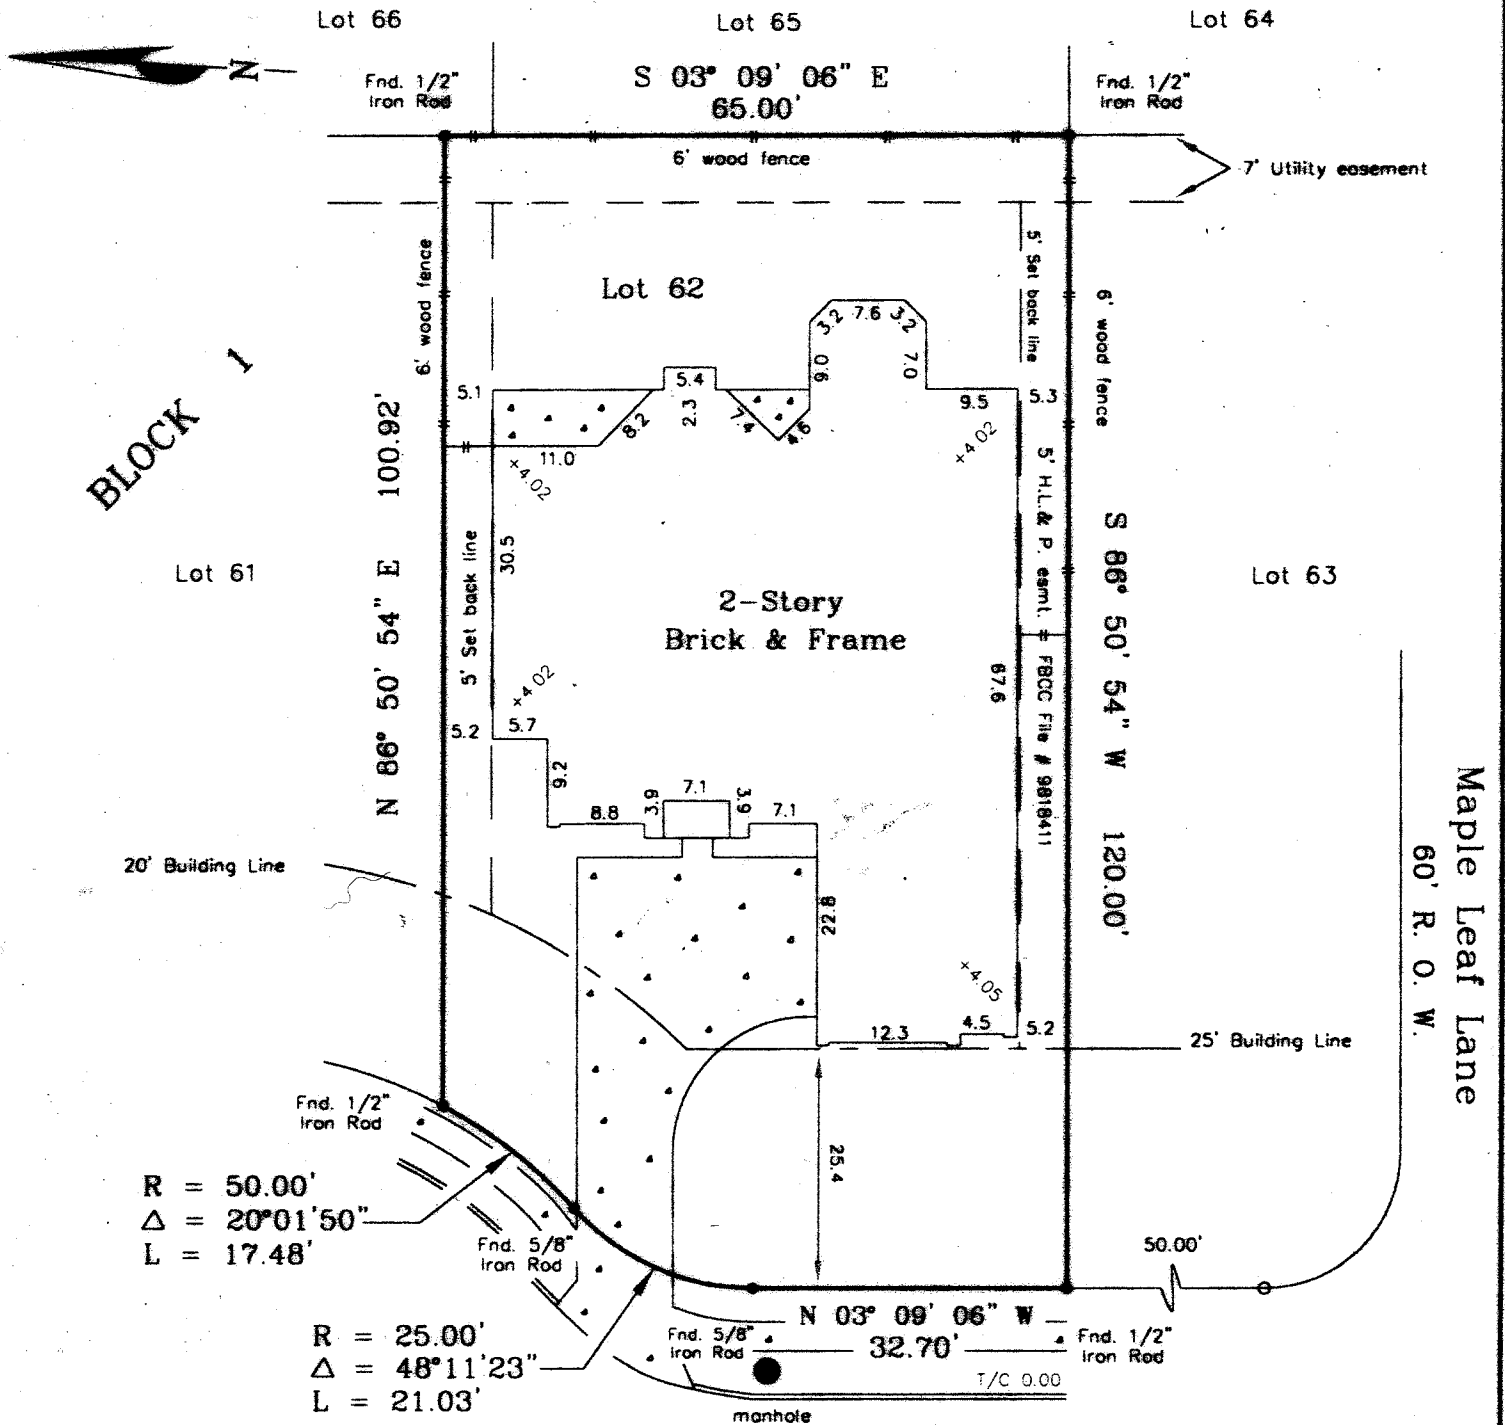 Lot 66
Lot 65
Lot 64
N
Fnd. 1/2"
Iron Rod
S 03° 09' 06" E
65.00'
Fnd. 1/2"
Iron Rod
6' wood fence
7' Utility easement
6' wood fence
5' Set back line
6' wood fence
Lot 62
3.2
7.6
3.2
9.0
7.0
BLOCK 1
5.1
5.4
2.3
8.2
7.4
4.6
9.5
5.3
11.0
+4.02
+4.02
N 86° 50' 54" E 100.92'
5' Set back line
30.5
5' H.L.& P. esmt. = FBCC File # 9818411
S 86° 50' 54" W 120.00'
Lot 61
Lot 63
2-Story
Brick & Frame
67.6
+4.02
5.2
5.7
9.2
8.8
3.9
7.1
3.9
7.1
Maple Leaf Lane
60' R. O. W.
20' Building Line
22.8
+4.05
12.3
4.5
5.2
25' Building Line
Fnd. 1/2"
Iron Rod
25.4
R = 50.00'
Δ = 20°01'50"
L = 17.48'
Fnd. 5/8"
Iron Rod
50.00'
R = 25.00'
Δ = 48°11'23"
L = 21.03'
N 03° 09' 06" W
32.70'
Fnd. 5/8"
Iron Rod
Fnd. 1/2"
Iron Rod
T/C 0.00
manhole